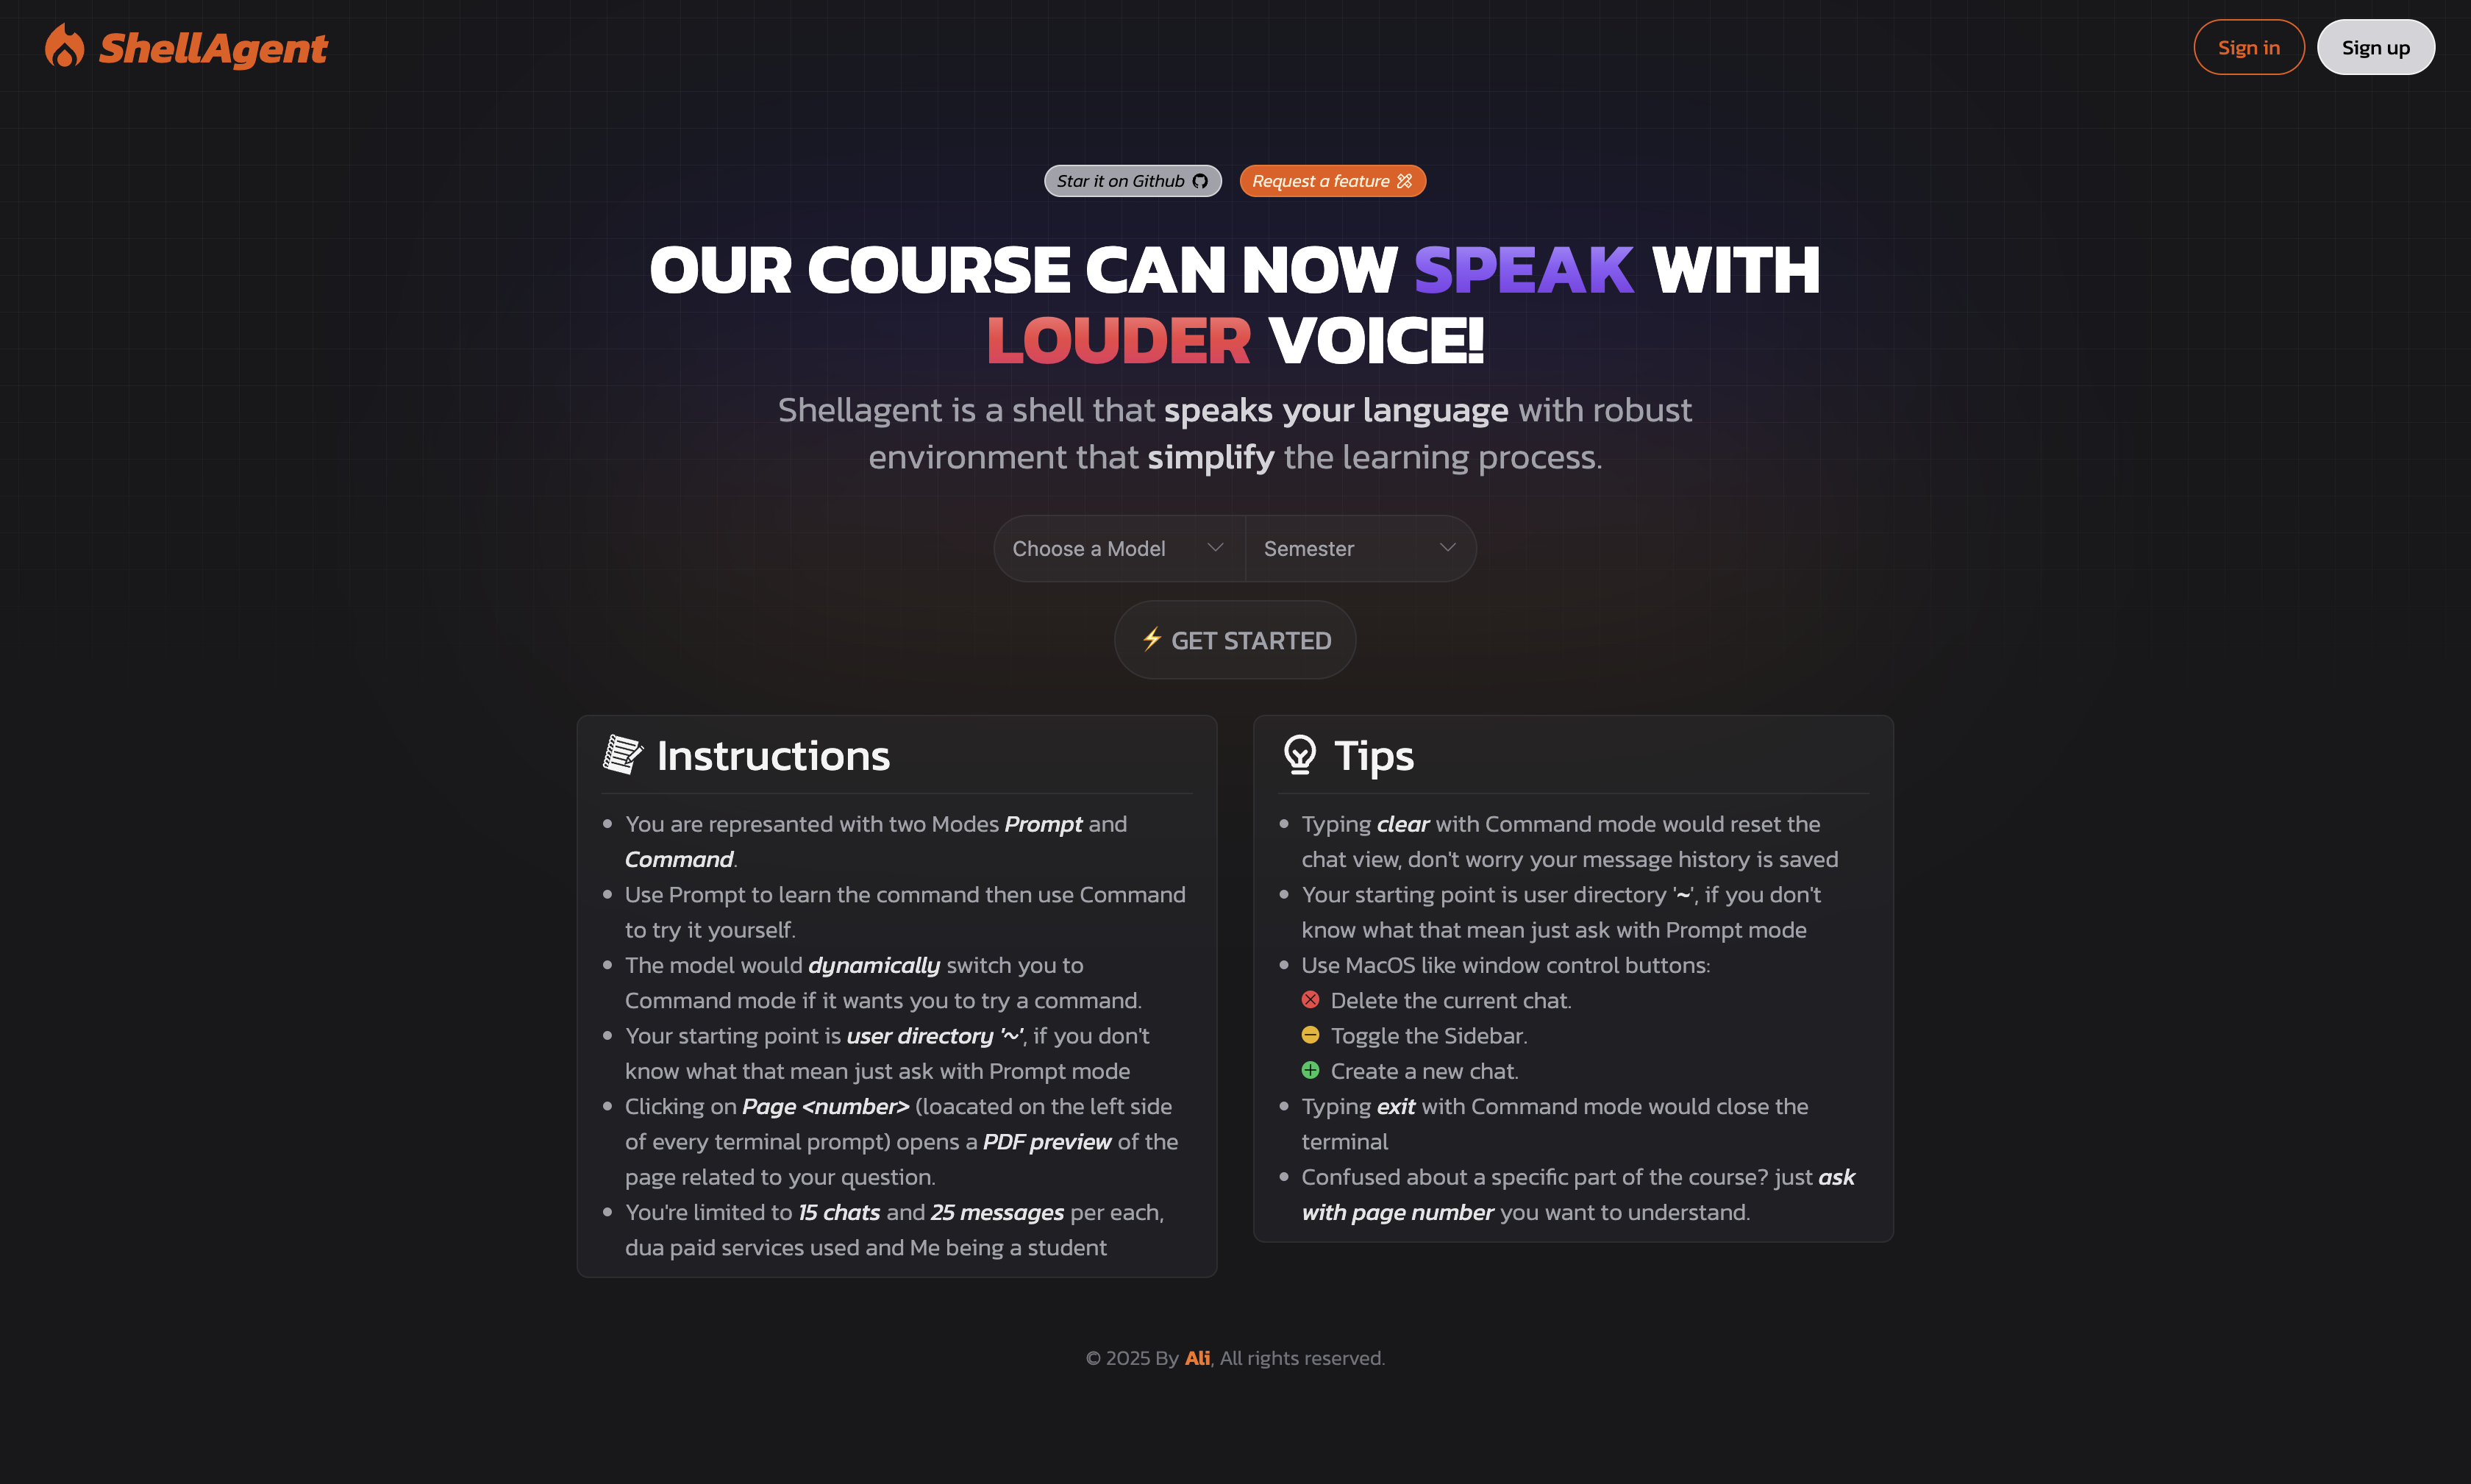 ShellAgent
Sign in
Sign up
Star it on Github
Request a feature
OUR COURSE CAN NOW SPEAK WITH
LOUDER VOICE!
Shellagent is a shell that speaks your language with robust
environment that simplify the learning process.
Choose a Model
Semester
⚡ GET STARTED
Instructions
You are represanted with two Modes Prompt and
Command.
Use Prompt to learn the command then use Command
to try it yourself.
The model would dynamically switch you to
Command mode if it wants you to try a command.
Your starting point is user directory '~', if you don't
know what that mean just ask with Prompt mode
Clicking on Page <number> (loacated on the left side
of every terminal prompt) opens a PDF preview of the
page related to your question.
You're limited to 15 chats and 25 messages per each,
dua paid services used and Me being a student
Tips
Typing clear with Command mode would reset the
chat view, don't worry your message history is saved
Your starting point is user directory '~', if you don't
know what that mean just ask with Prompt mode
Use MacOS like window control buttons:
Delete the current chat.
Toggle the Sidebar.
Create a new chat.
Typing exit with Command mode would close the
terminal
Confused about a specific part of the course? just ask
with page number you want to understand.
© 2025 By Ali, All rights reserved.